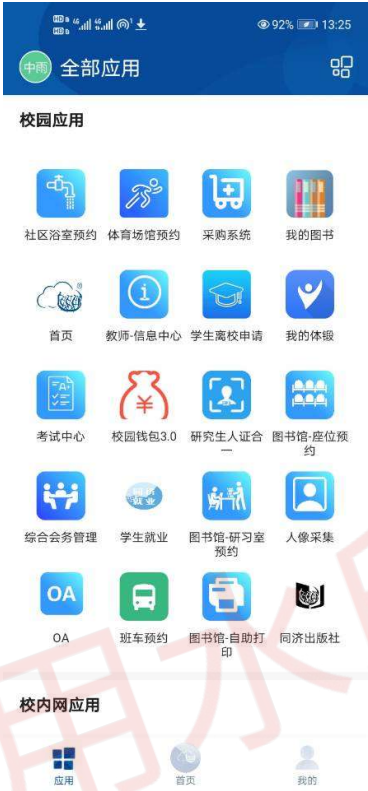 92% 13:25
中雨 全部应用
校园应用
社区浴室预约 体育场馆预约 采购系统 我的图书
首页 教师-信息中心 学生离校申请 我的体锻
考试中心 校园钱包3.0 研究生人证合 图书馆-座位预
一 约
综合会务管理 学生就业 图书馆-研习室 人像采集
预约
OA
OA 班车预约 图书馆-自助打 同济出版社
印
校内网应用
应用 首页 我的